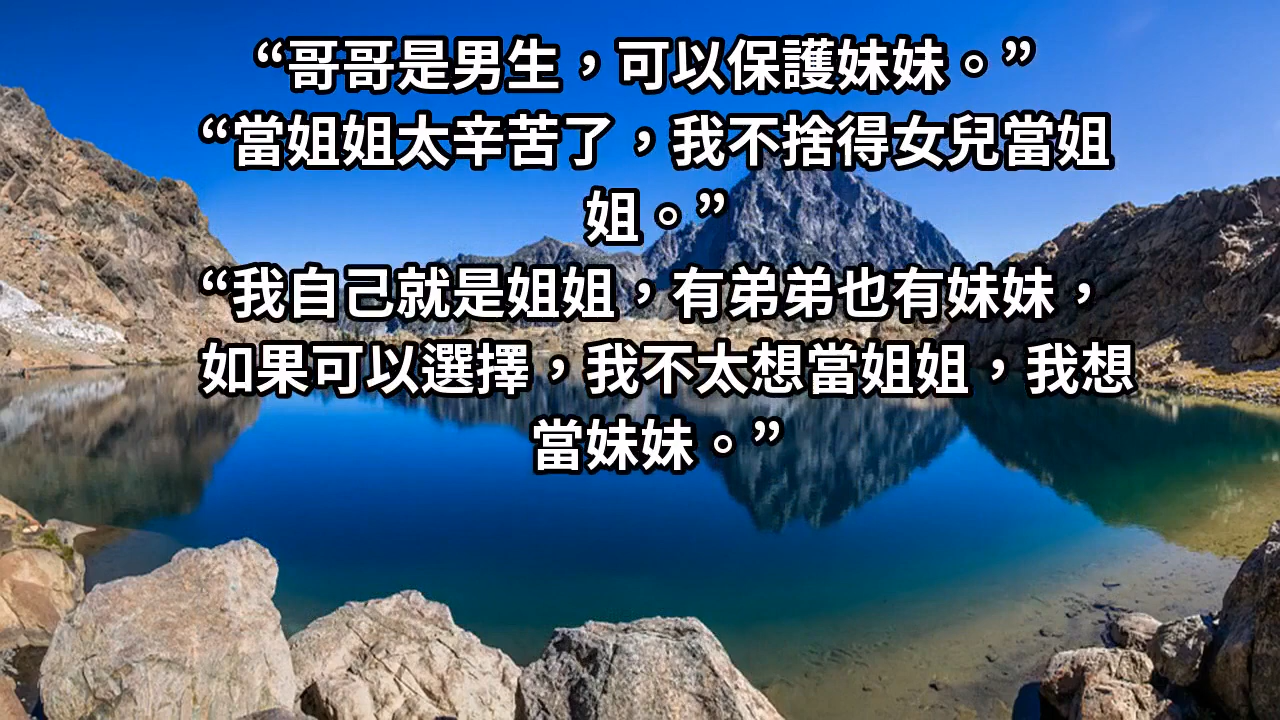 “哥哥是男生，可以保護妹妹。”
“當姐姐太辛苦了，我不捨得女兒當姐
姐。”
“我自己就是姐姐，有弟弟也有妹妹，
如果可以選擇，我不太想當姐姐，我想
當妹妹。”